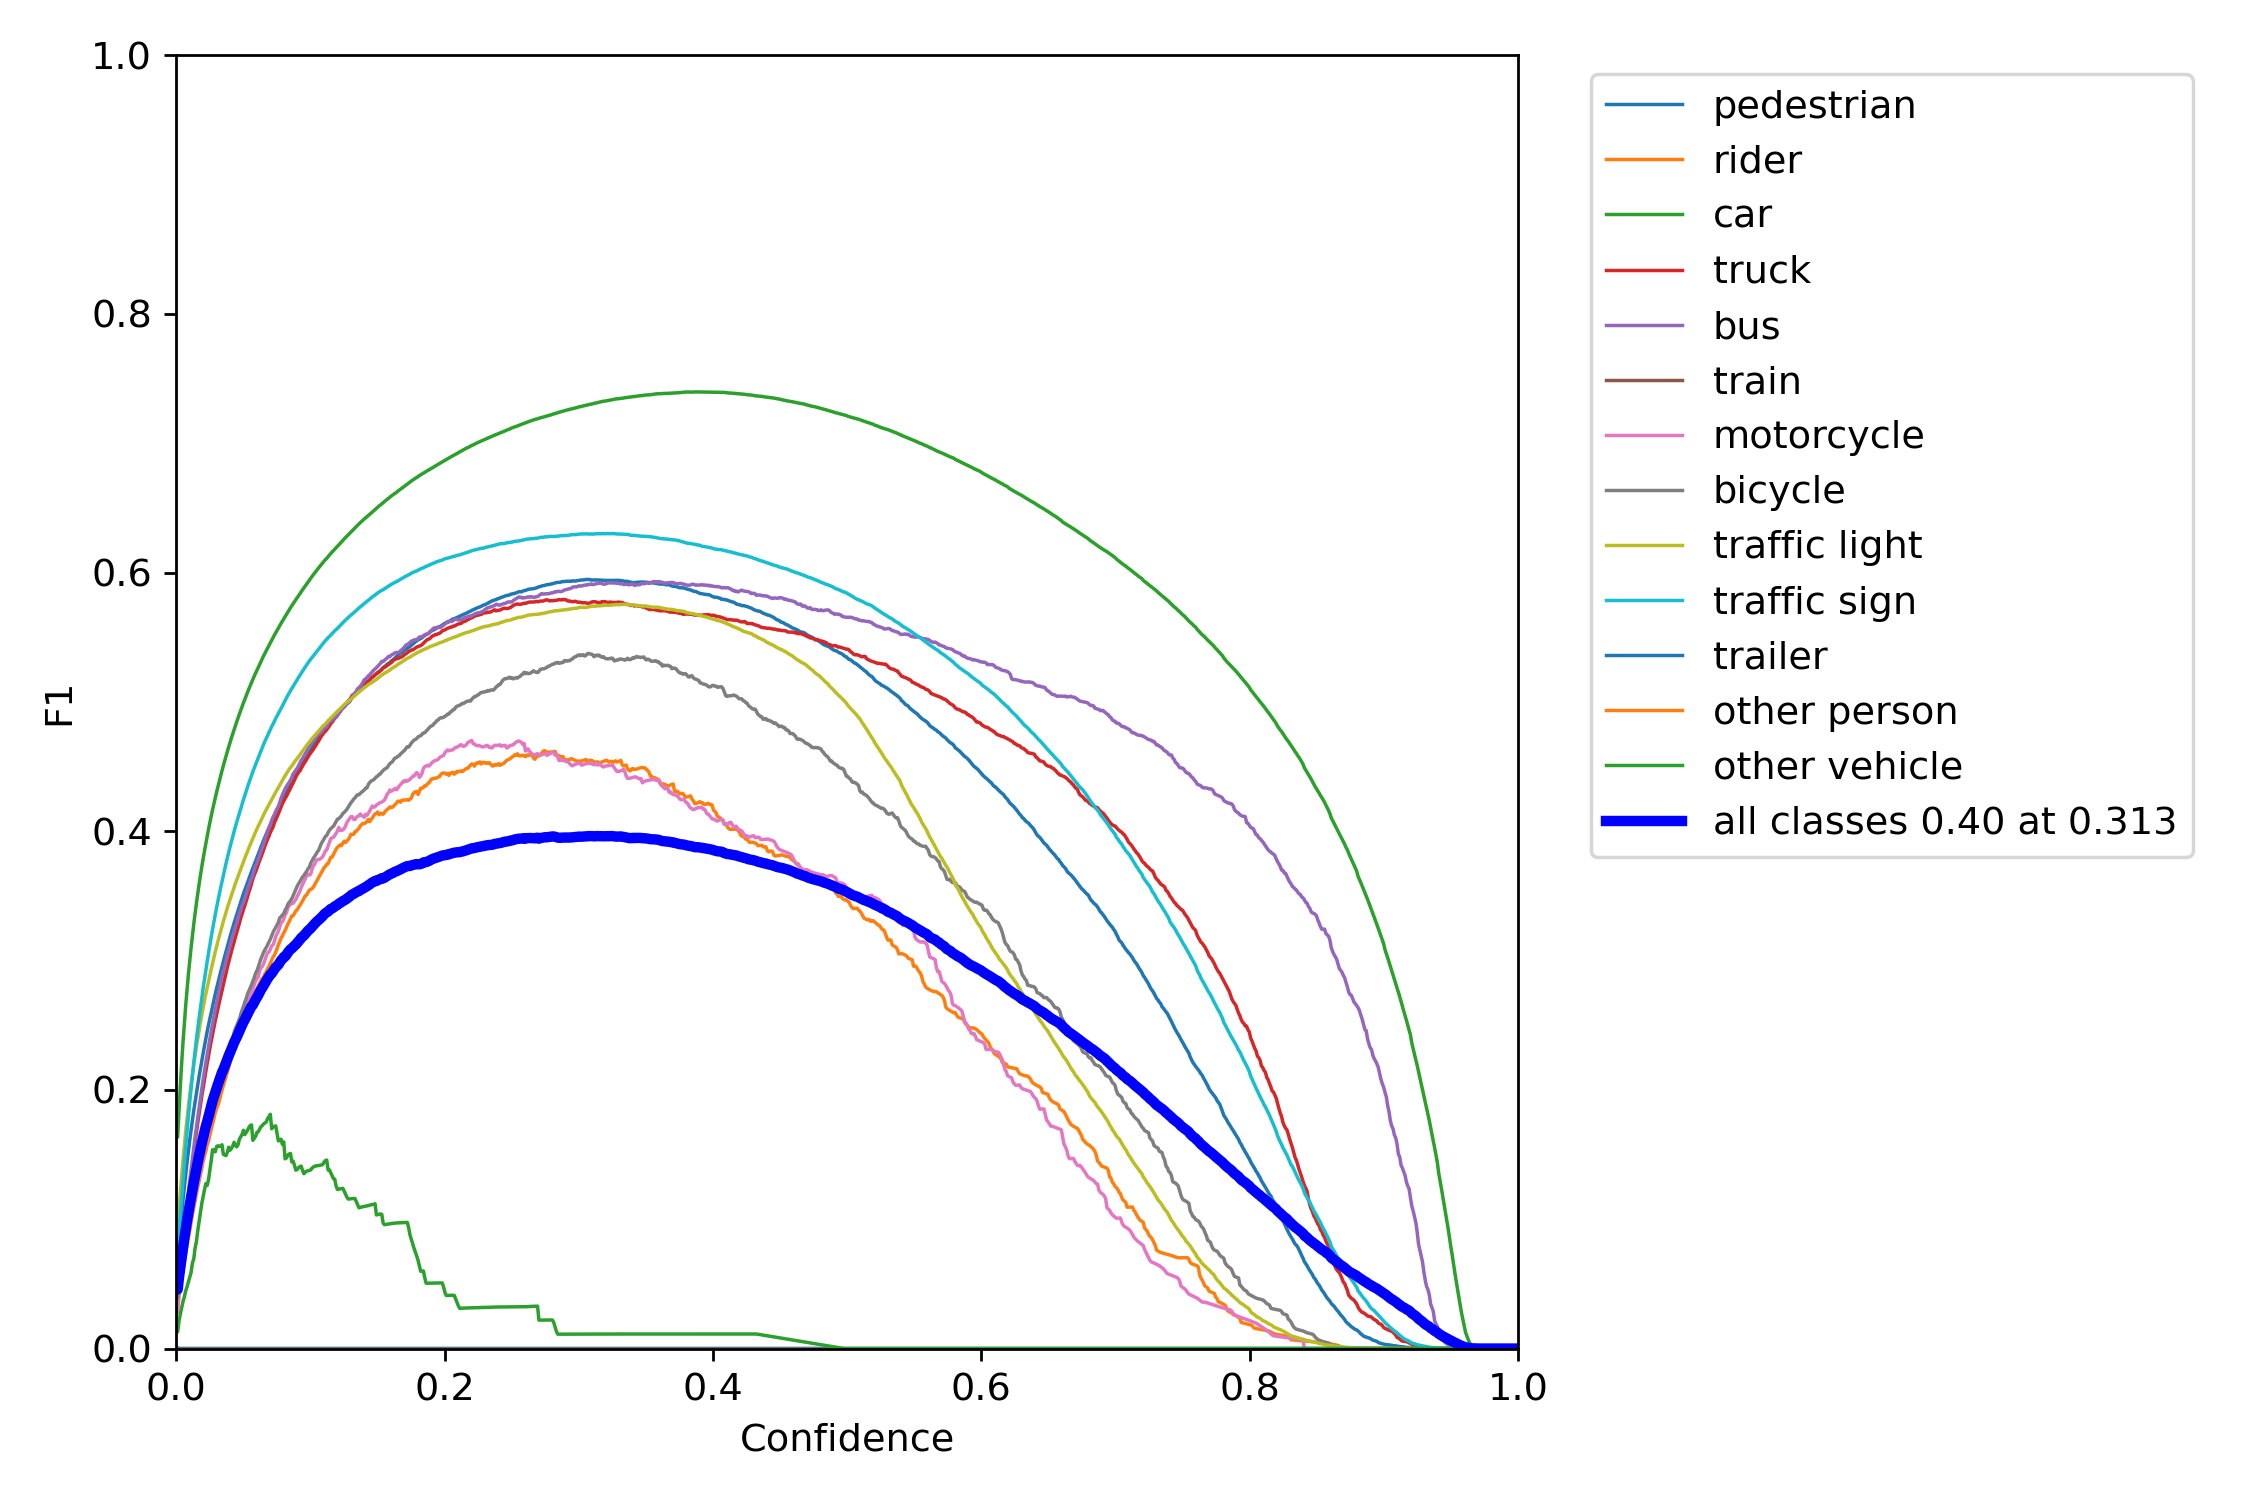 1.0
0.8
0.6
0.4
0.2
0.0
F1
0.0 0.2 0.4 0.6 0.8 1.0
Confidence
pedestrian
rider
car
truck
bus
train
motorcycle
bicycle
traffic light
traffic sign
trailer
other person
other vehicle
all classes 0.40 at 0.313